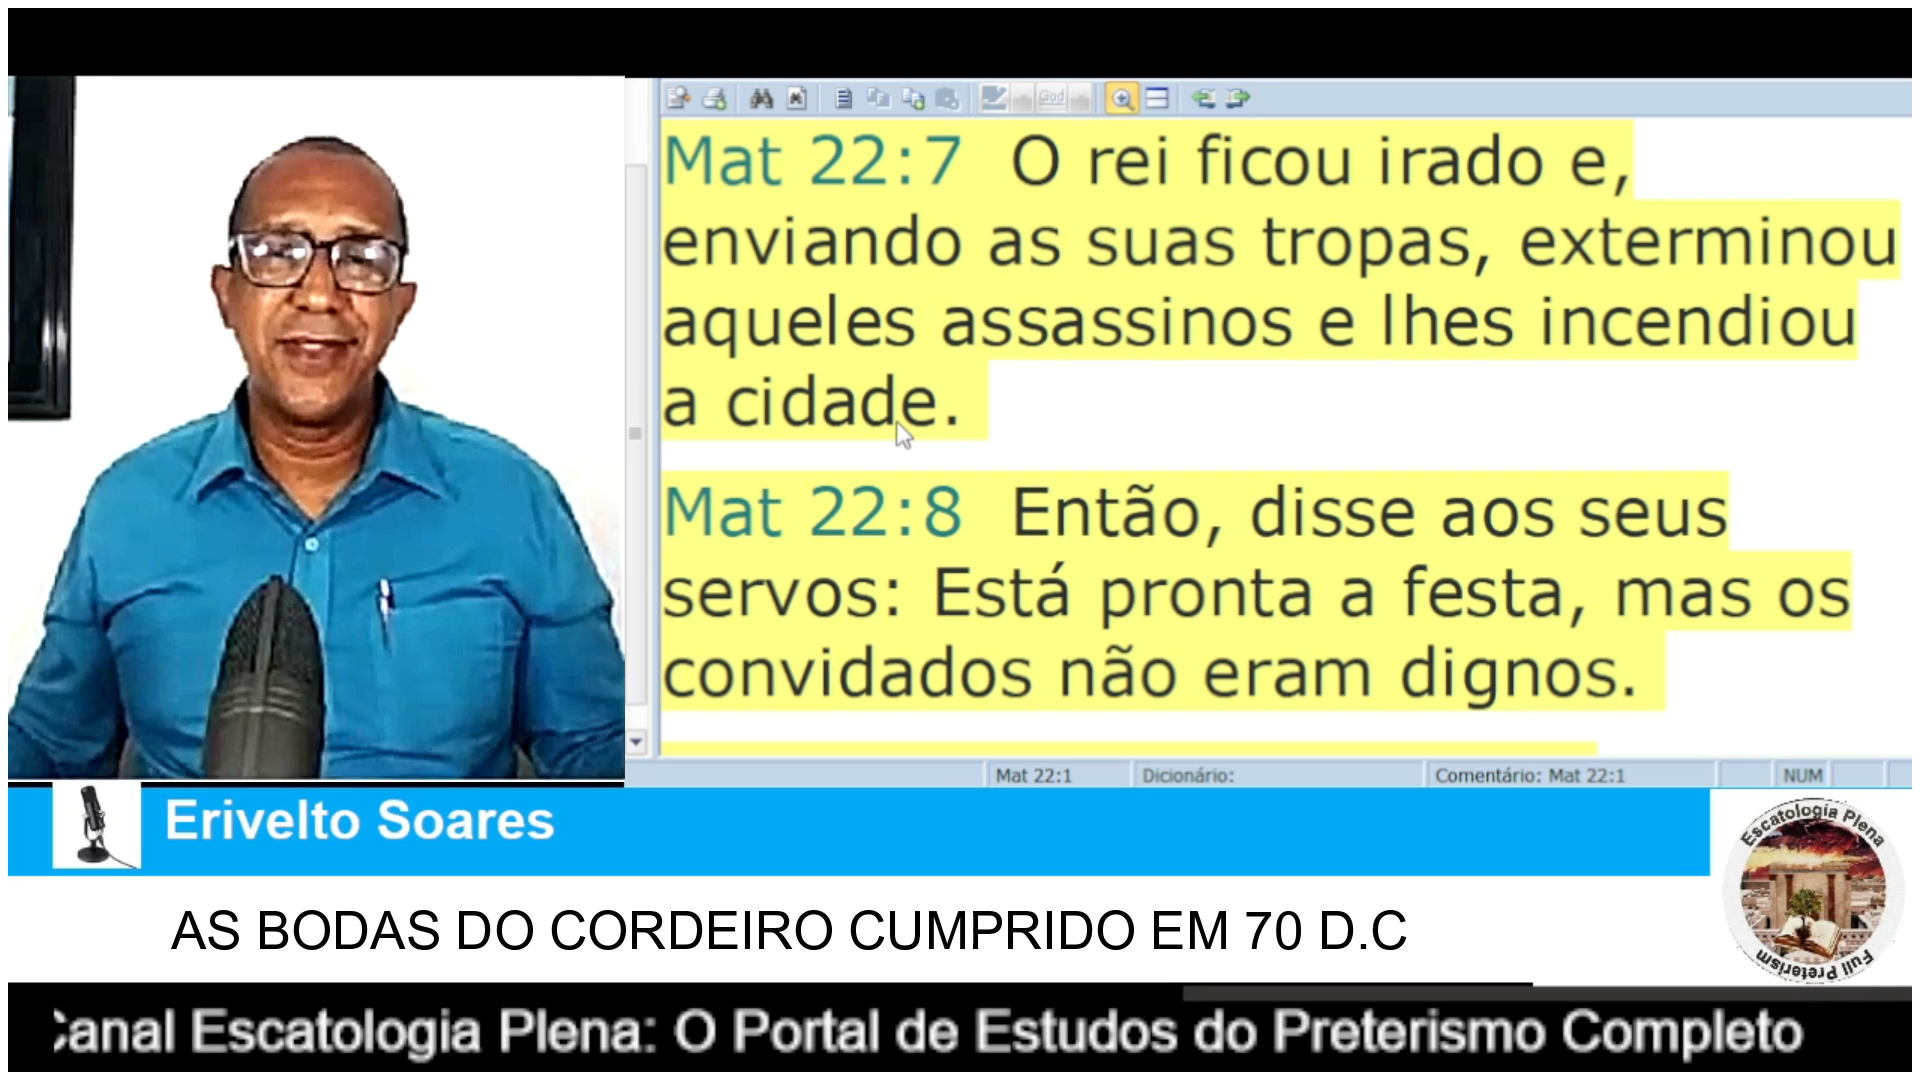 God
Mat 22:7 O rei ficou irado e,
enviando as suas tropas, exterminou
aqueles assassinos e lhes incendiou
a cidade.
Mat 22:8 Então, disse aos seus
servos: Está pronta a festa, mas os
convidados não eram dignos.
Mat 22:1 Dicionário: Comentário: Mat 22:1 NUM
Erivelto Soares
Escatologia Plena
Full Preterism
AS BODAS DO CORDEIRO CUMPRIDO EM 70 D.C
Canal Escatologia Plena: O Portal de Estudos do Preterismo Completo